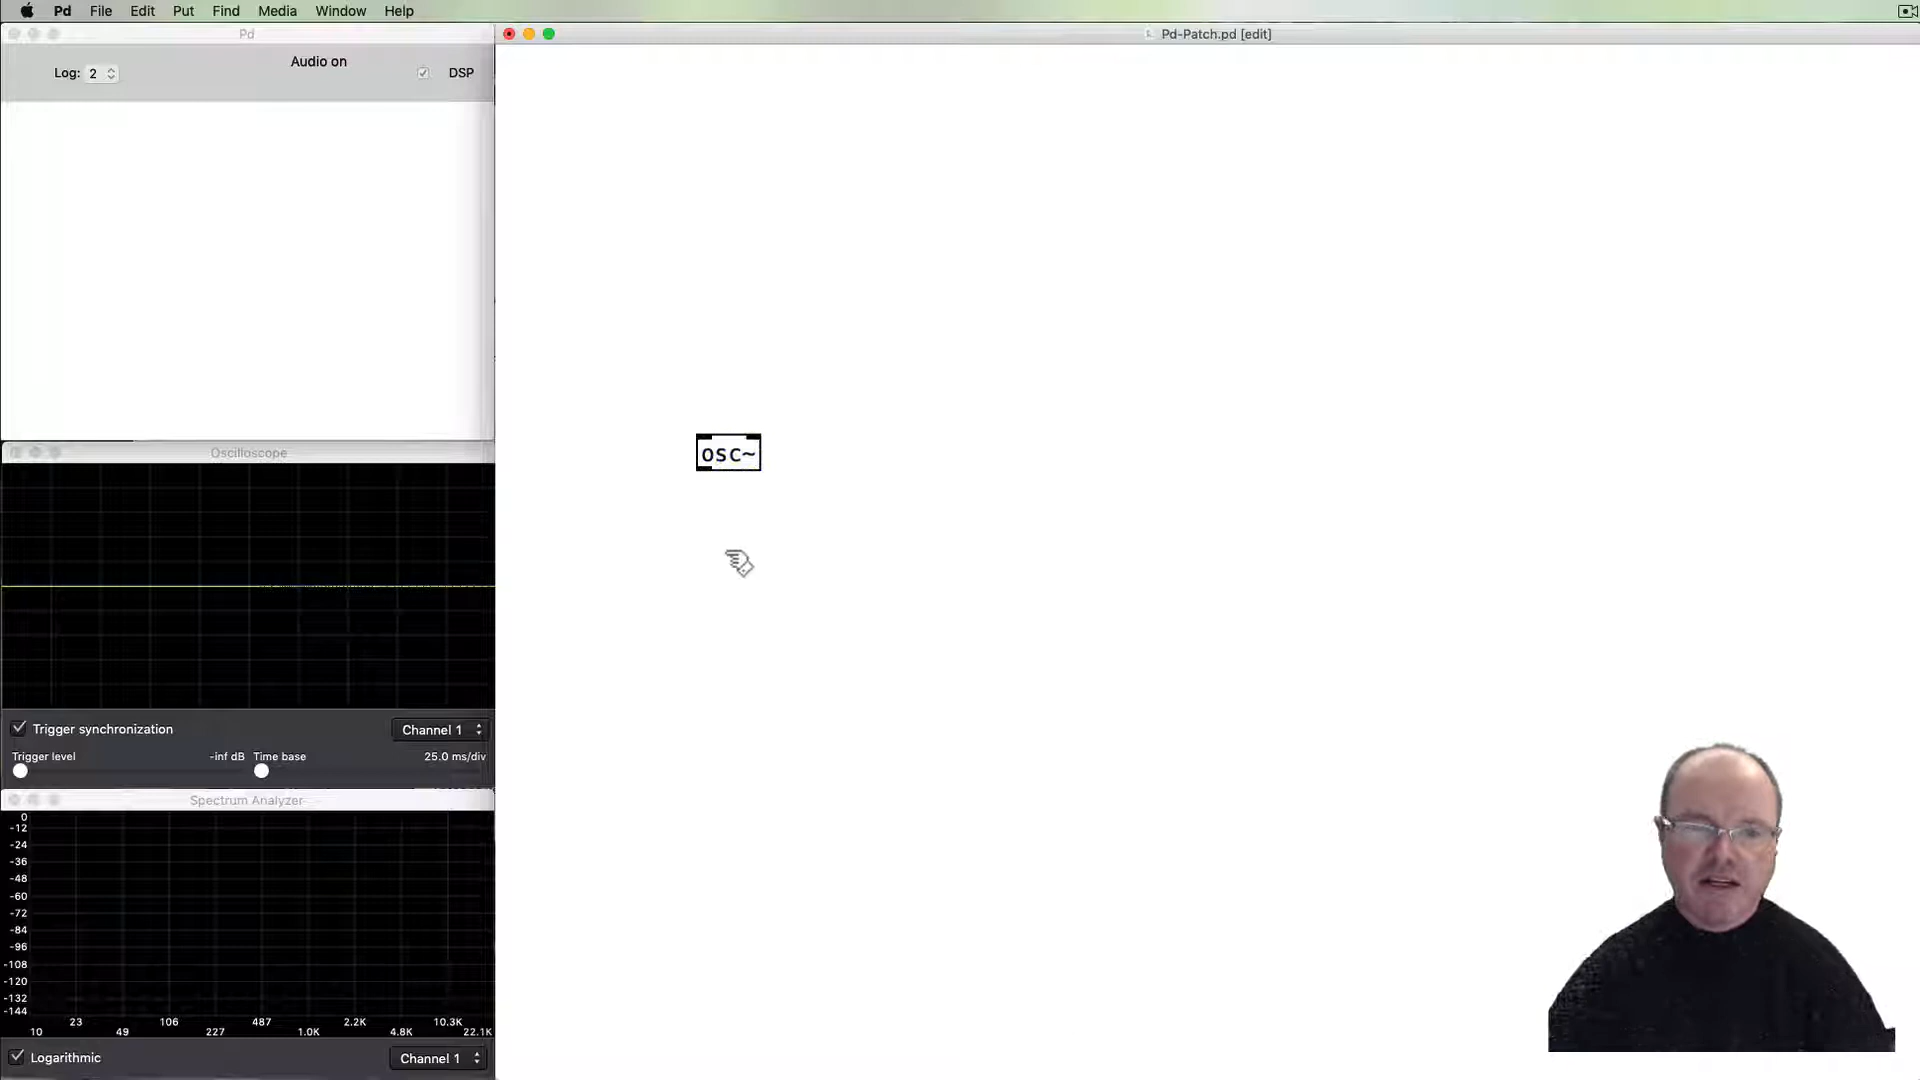 Pd File Edit Put Find Media Window Help
Pd
Pd-Patch.pd [edit]
Audio on
Log: 2
DSP
osc~
Oscilloscope
Trigger synchronization
Channel 1
Trigger level
-inf dB
Time base
25.0 ms/div
Spectrum Analyzer
0
-12
-24
-36
-48
-60
-72
-84
-96
-108
-120
-132
-144
23 106 487 2.2K 10.3K
10 49 227 1.0K 4.8K 22.1K
Logarithmic
Channel 1